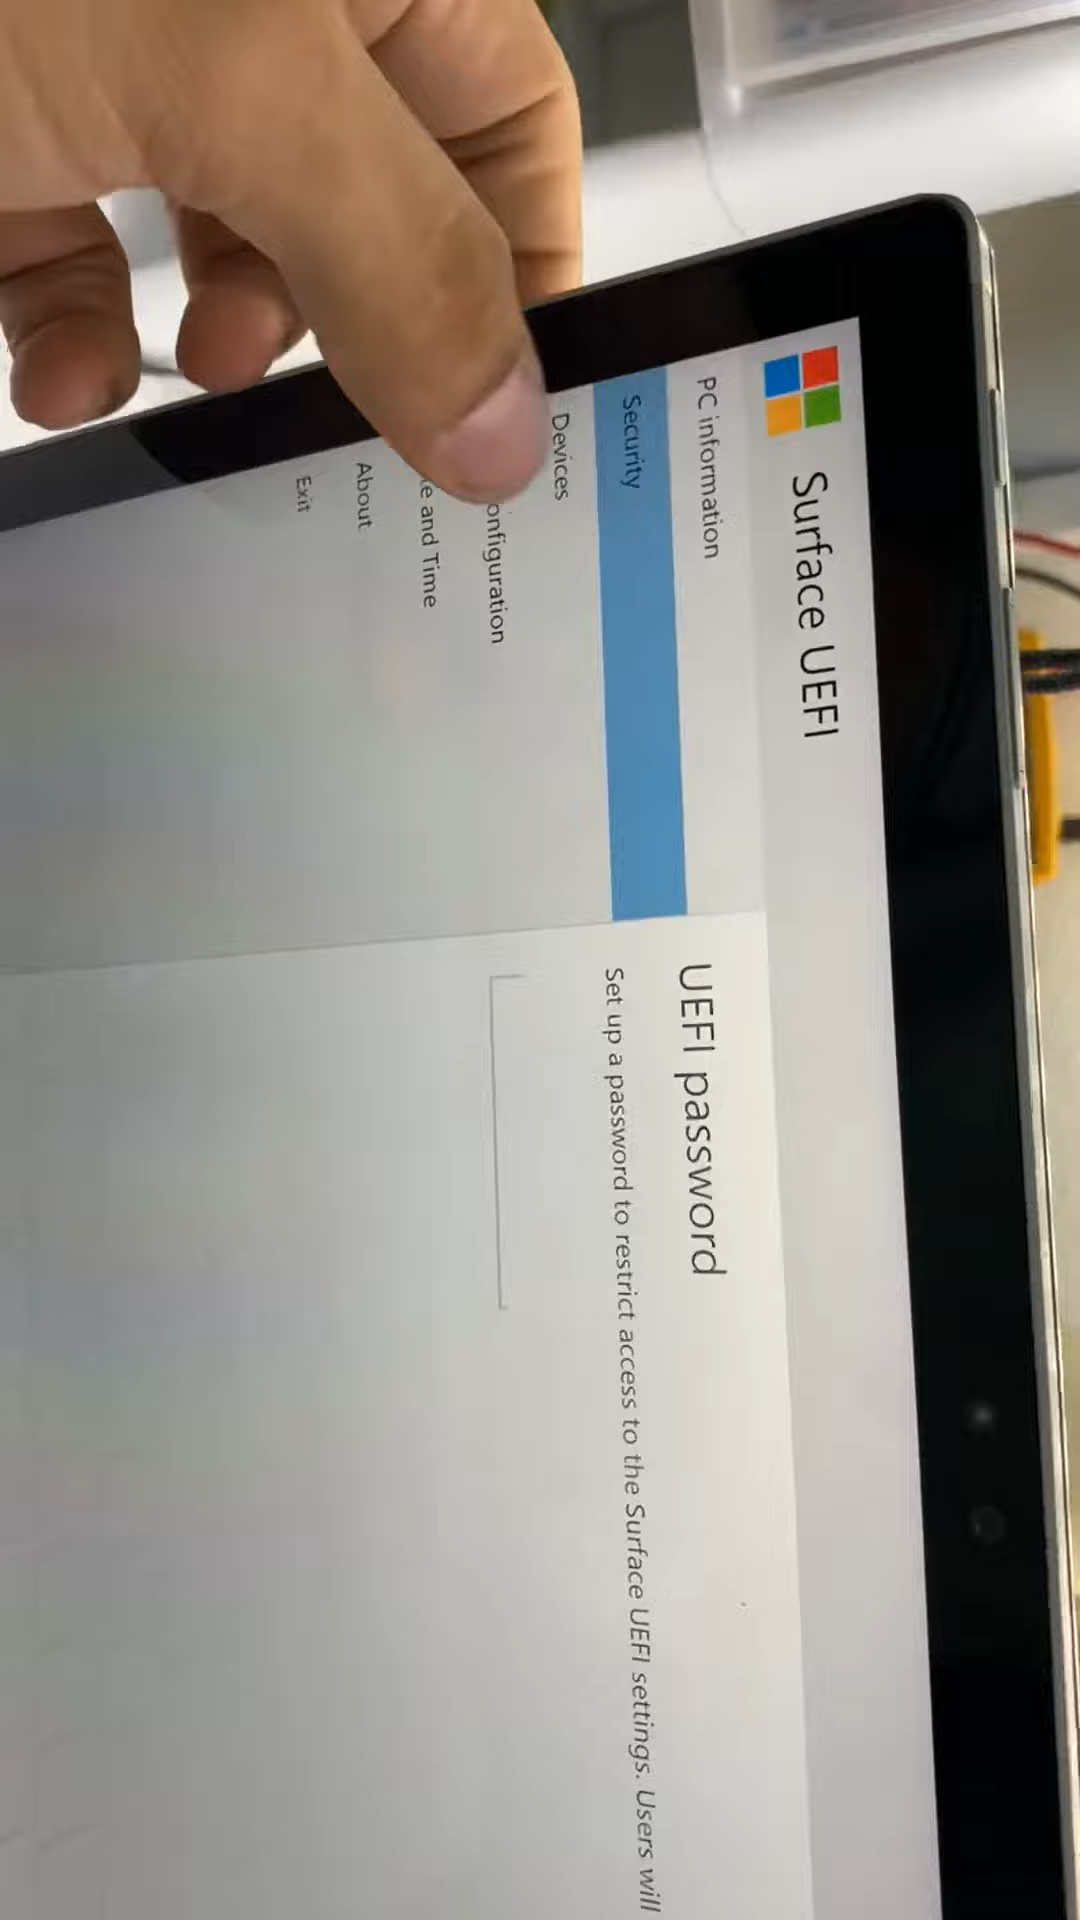 Surface UEFI
PC information
Security
Devices
onfiguration
e and Time
About
Exit
UEFI password
Set up a password to restrict access to the Surface UEFI settings. Users will